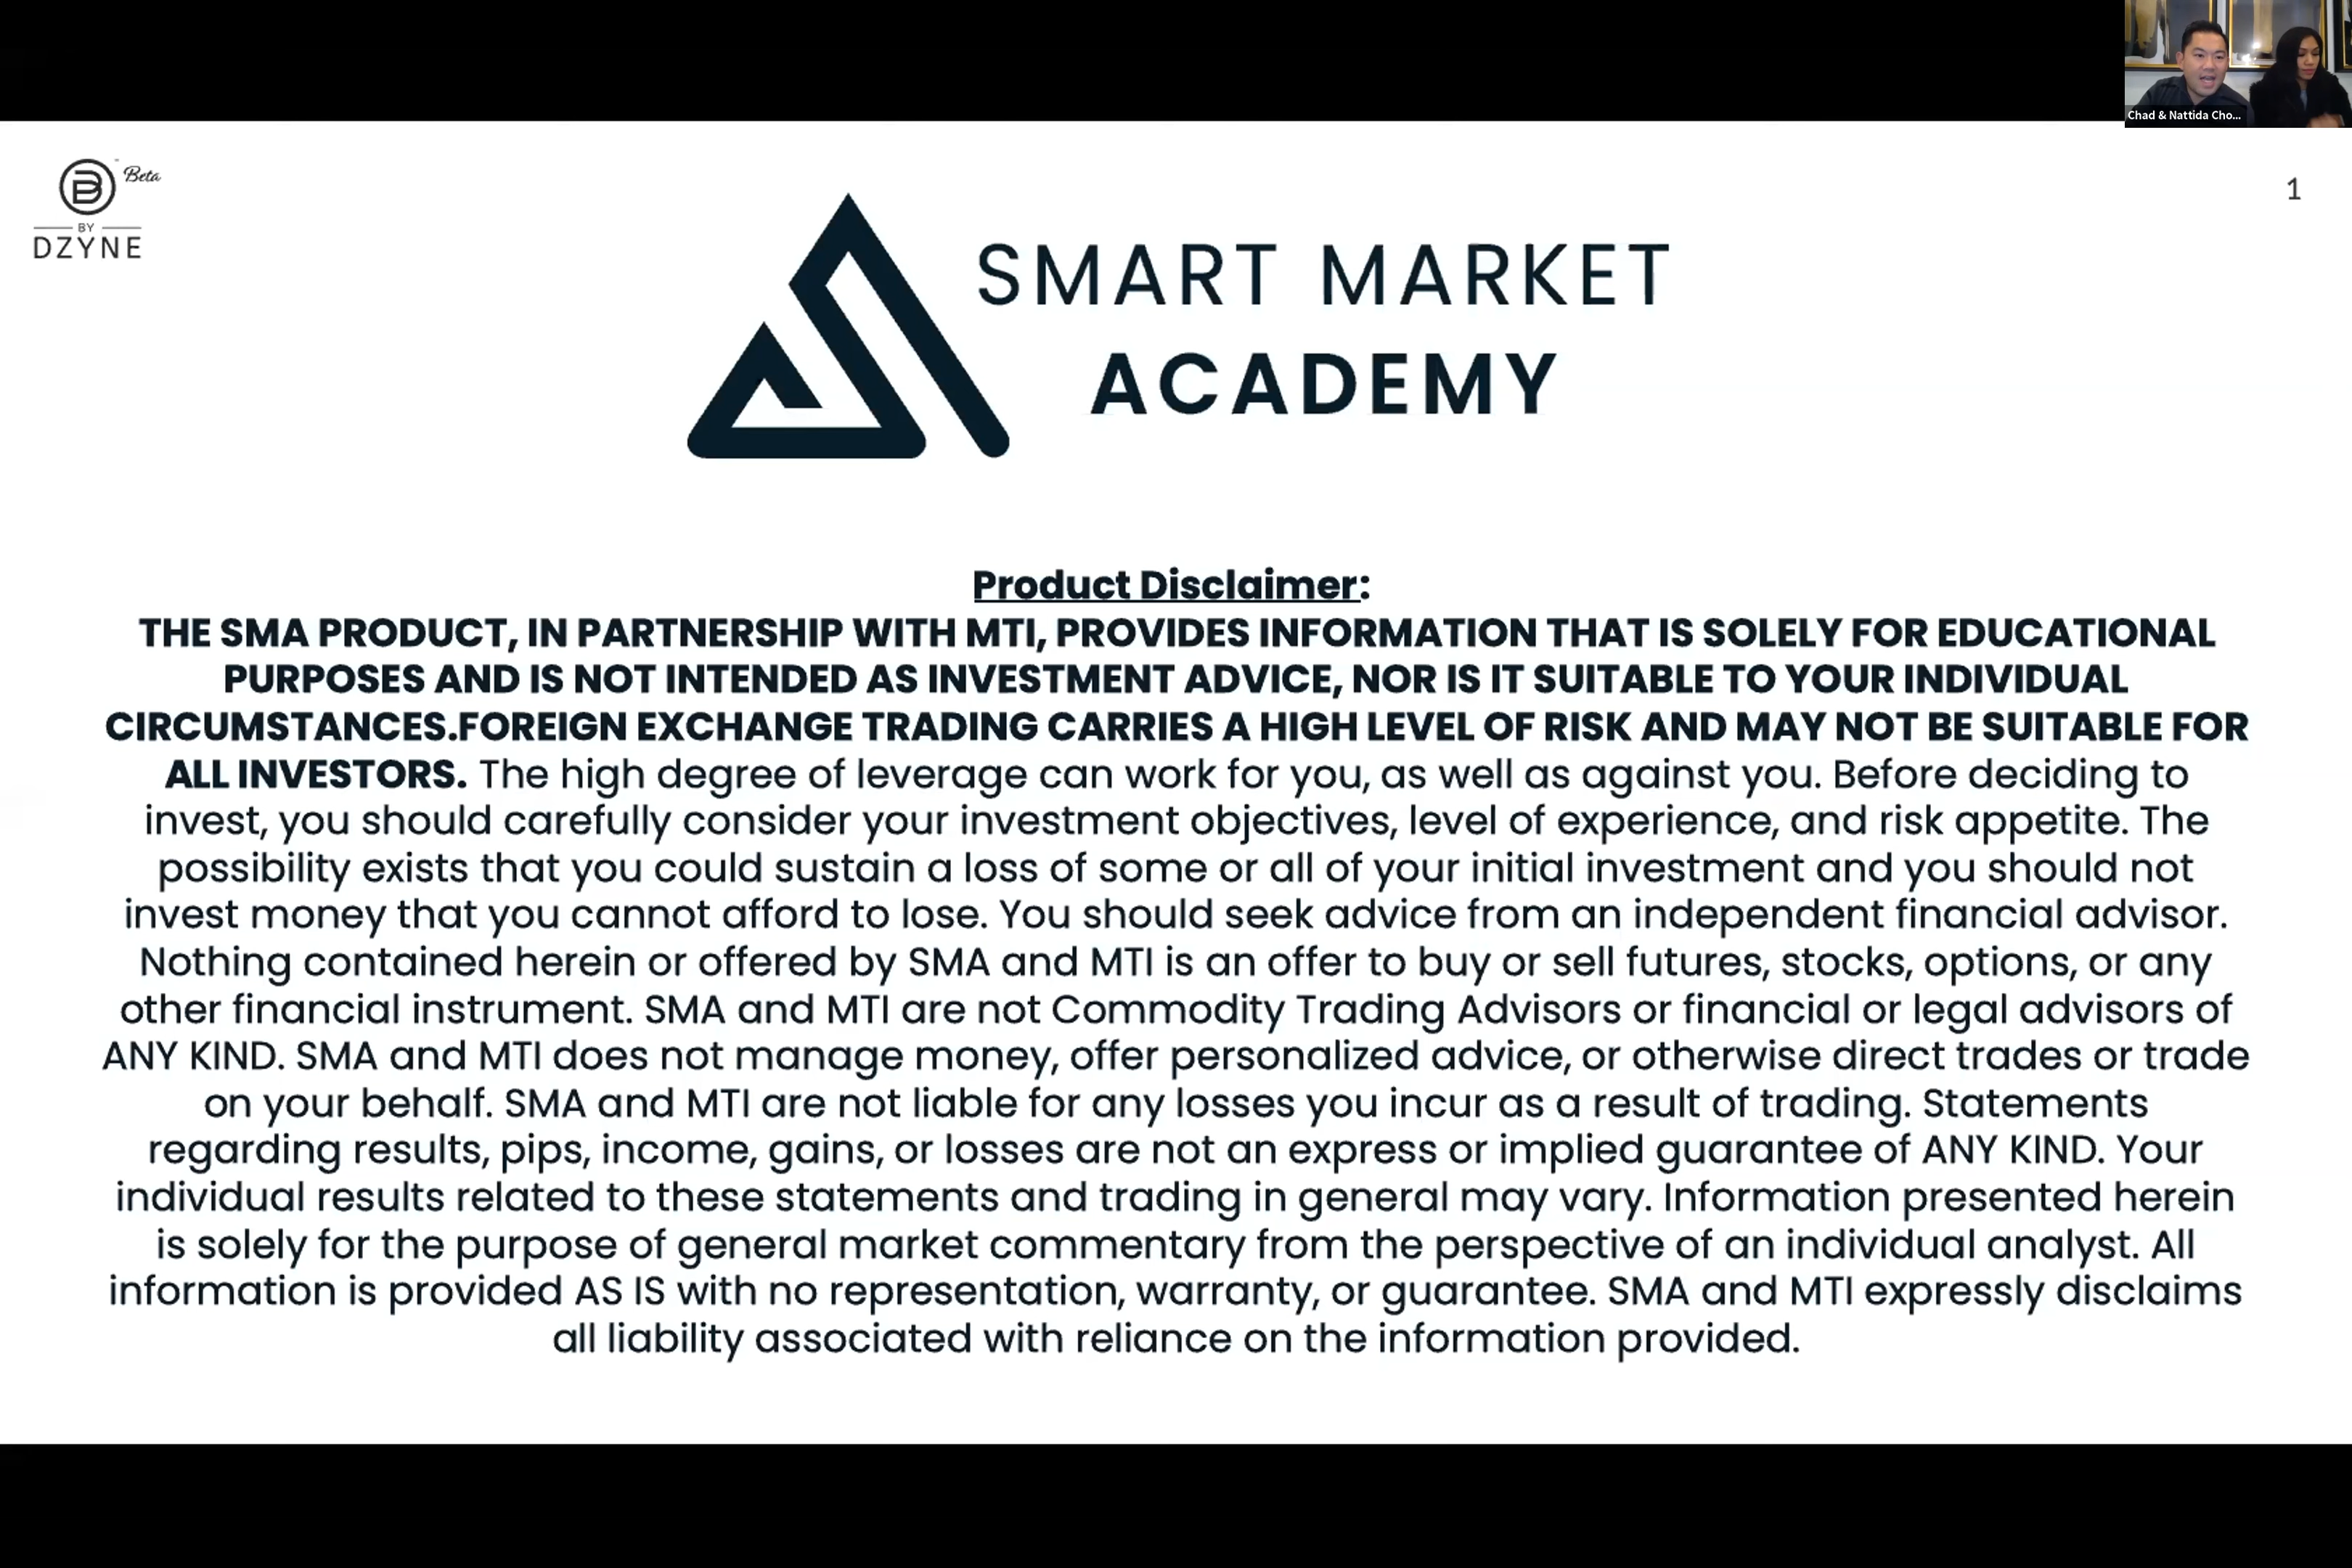 Chad & Nattida Cho...
B Beta
BY
DZYNE
1
SMART MARKET
ACADEMY
Product Disclaimer:
THE SMA PRODUCT, IN PARTNERSHIP WITH MTI, PROVIDES INFORMATION THAT IS SOLELY FOR EDUCATIONAL
PURPOSES AND IS NOT INTENDED AS INVESTMENT ADVICE, NOR IS IT SUITABLE TO YOUR INDIVIDUAL
CIRCUMSTANCES.FOREIGN EXCHANGE TRADING CARRIES A HIGH LEVEL OF RISK AND MAY NOT BE SUITABLE FOR
ALL INVESTORS. The high degree of leverage can work for you, as well as against you. Before deciding to
invest, you should carefully consider your investment objectives, level of experience, and risk appetite. The
possibility exists that you could sustain a loss of some or all of your initial investment and you should not
invest money that you cannot afford to lose. You should seek advice from an independent financial advisor.
Nothing contained herein or offered by SMA and MTI is an offer to buy or sell futures, stocks, options, or any
other financial instrument. SMA and MTI are not Commodity Trading Advisors or financial or legal advisors of
ANY KIND. SMA and MTI does not manage money, offer personalized advice, or otherwise direct trades or trade
on your behalf. SMA and MTI are not liable for any losses you incur as a result of trading. Statements
regarding results, pips, income, gains, or losses are not an express or implied guarantee of ANY KIND. Your
individual results related to these statements and trading in general may vary. Information presented herein
is solely for the purpose of general market commentary from the perspective of an individual analyst. All
information is provided AS IS with no representation, warranty, or guarantee. SMA and MTI expressly disclaims
all liability associated with reliance on the information provided.